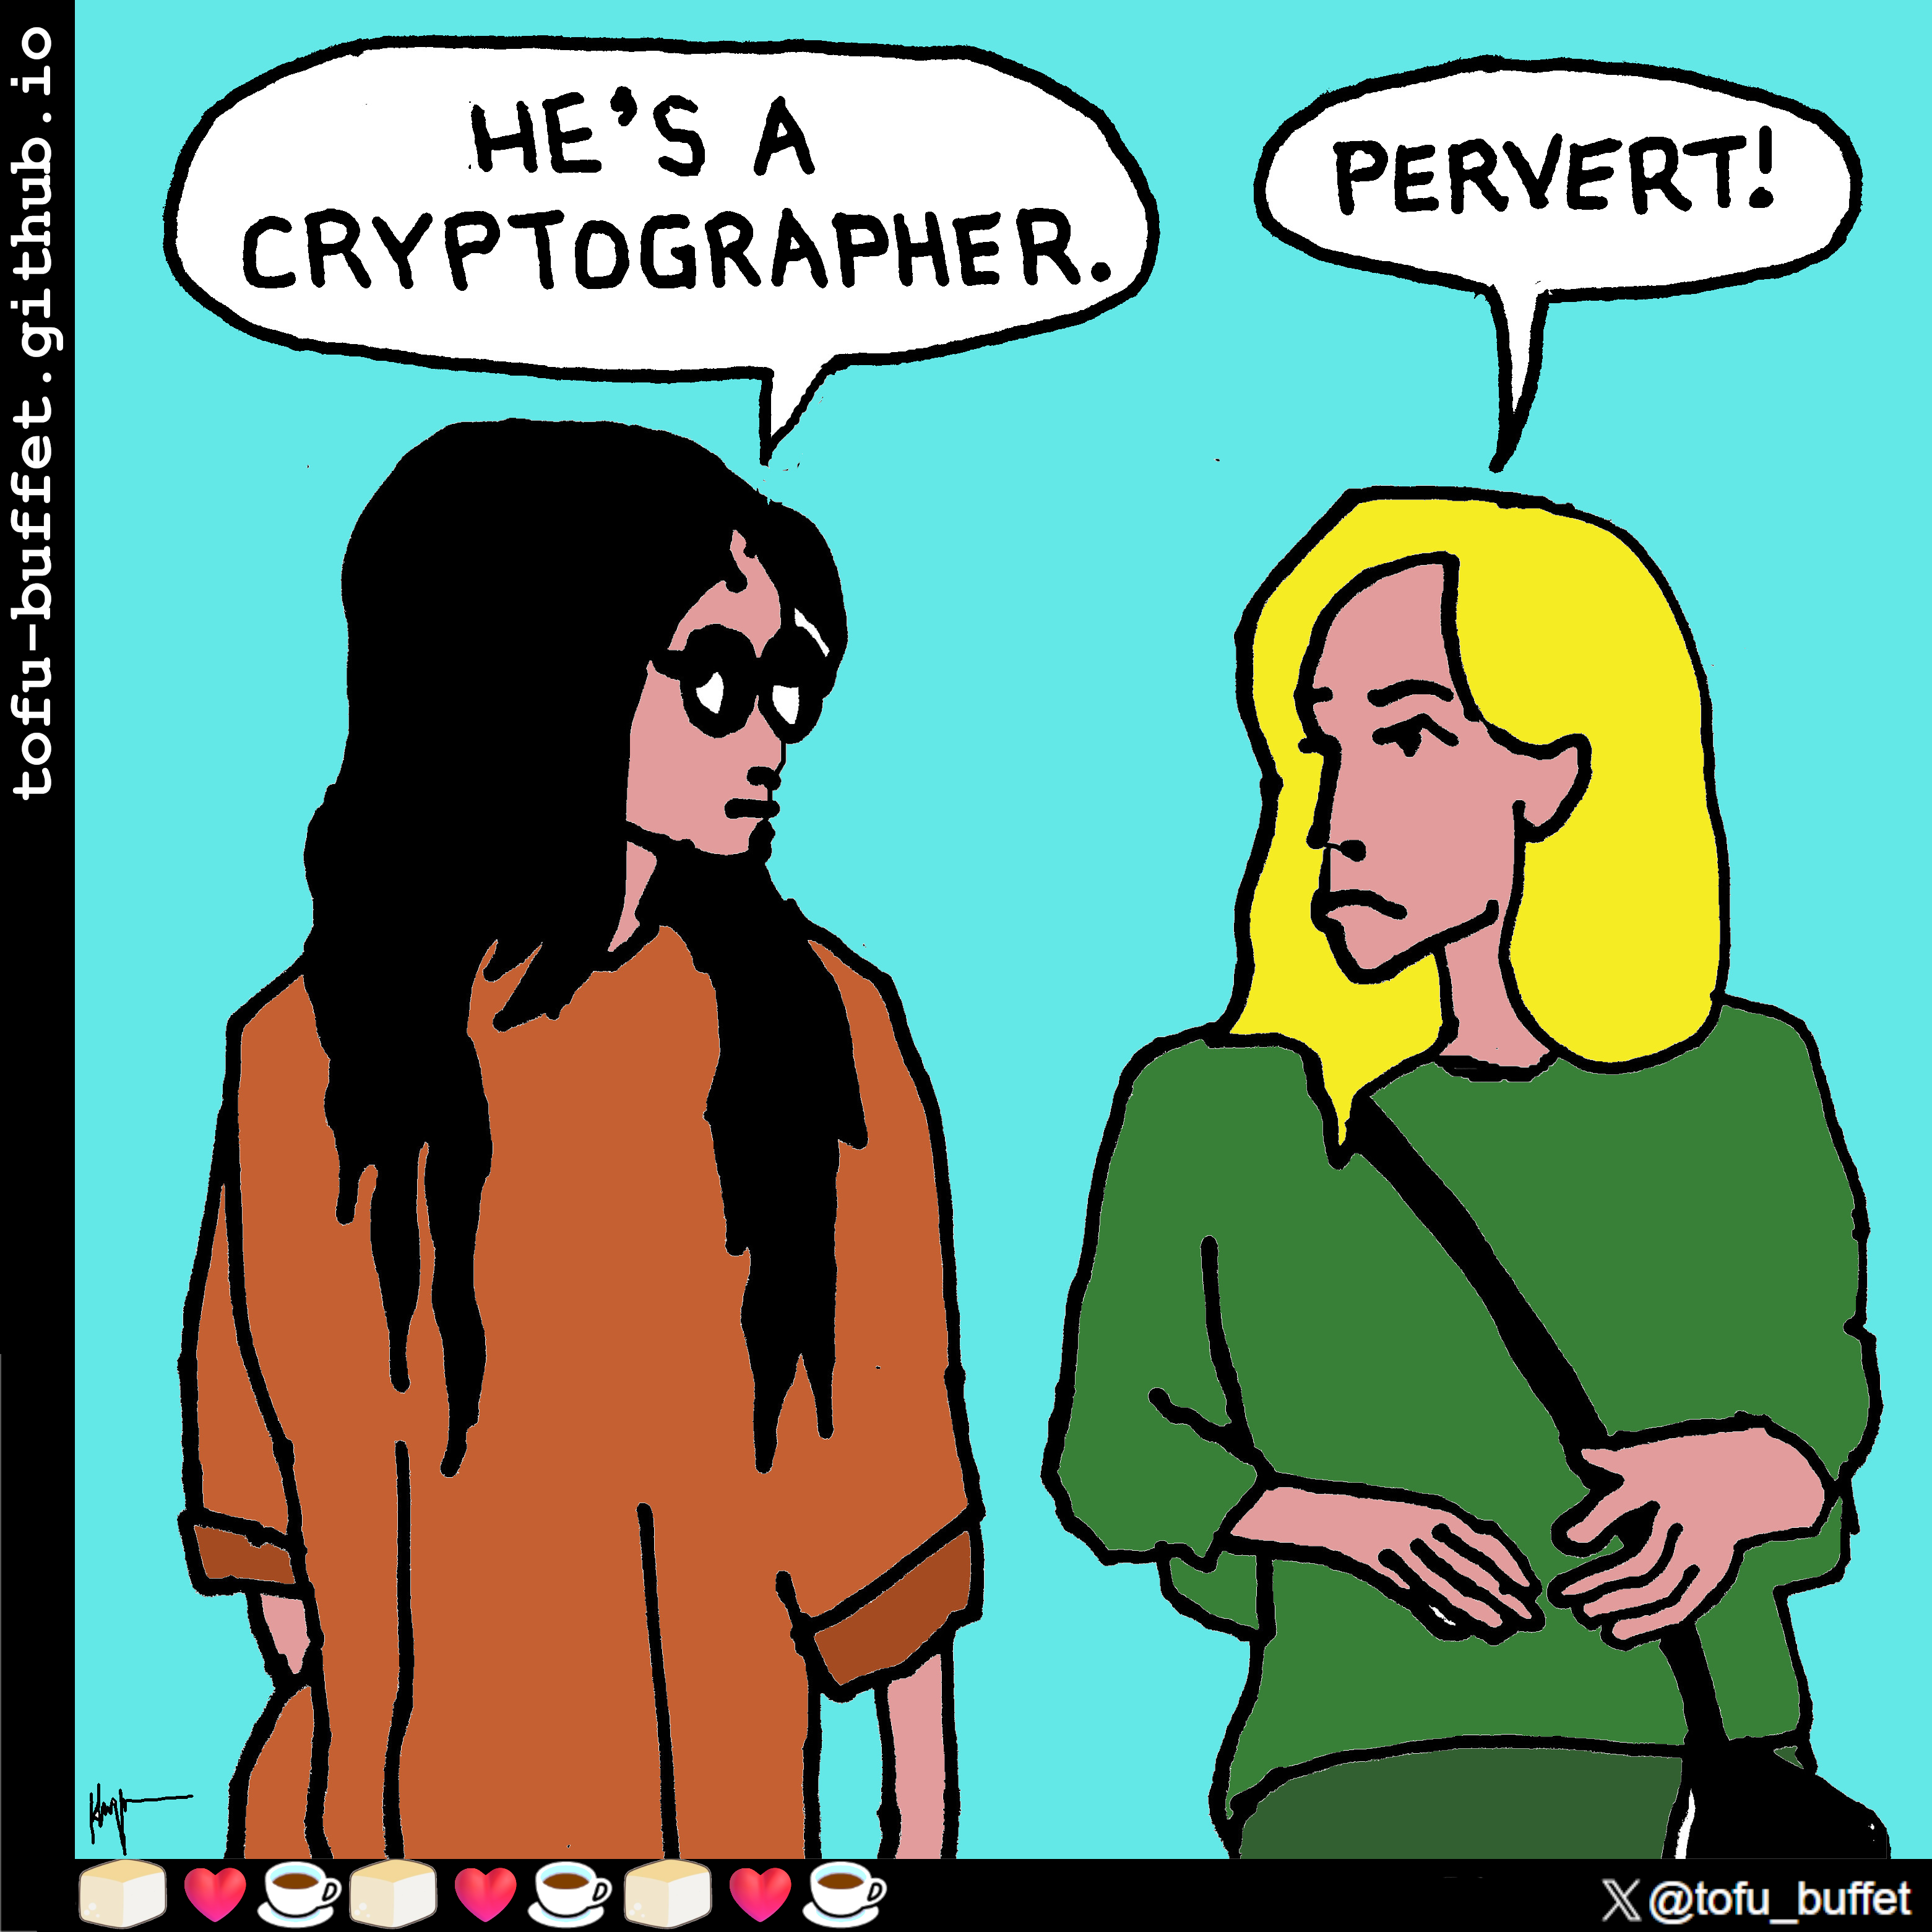 HE'S A
CRYPTOGRAPHER.
PERVERT!
tofu-buffet.github.io
𝕏 @tofu_buffet